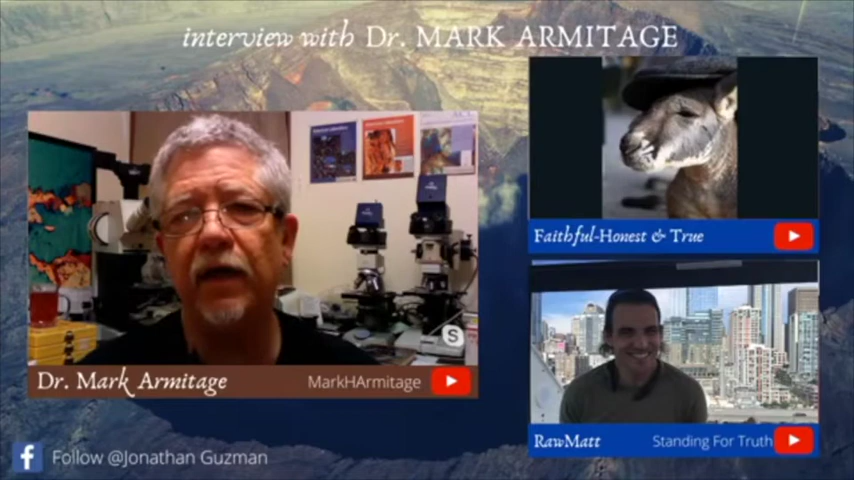 interview with Dr. MARK ARMITAGE
Dr. Mark Armitage
MarkHArmitage
Faithful-Honest & True
RawMatt
Standing For Truth
Follow @Jonathan Guzman